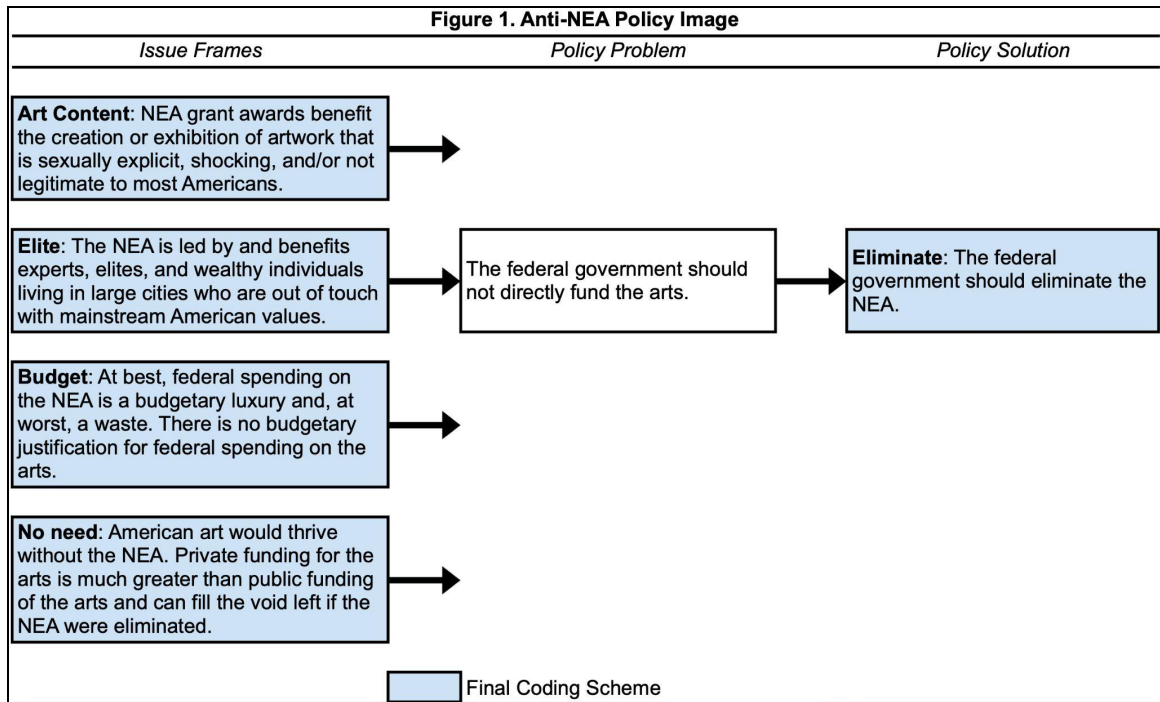 Figure 1. Anti-NEA Policy Image
Issue Frames
Policy Problem
Policy Solution
Art Content: NEA grant awards benefit
the creation or exhibition of artwork that
is sexually explicit, shocking, and/or not
legitimate to most Americans.
Elite: The NEA is led by and benefits
experts, elites, and wealthy individuals
living in large cities who are out of touch
with mainstream American values.
The federal government should
not directly fund the arts.
Eliminate: The federal
government should eliminate the
NEA.
Budget: At best, federal spending on
the NEA is a budgetary luxury and, at
worst, a waste. There is no budgetary
justification for federal spending on the
arts.
No need: American art would thrive
without the NEA. Private funding for the
arts is much greater than public funding
of the arts and can fill the void left if the
NEA were eliminated.
Final Coding Scheme